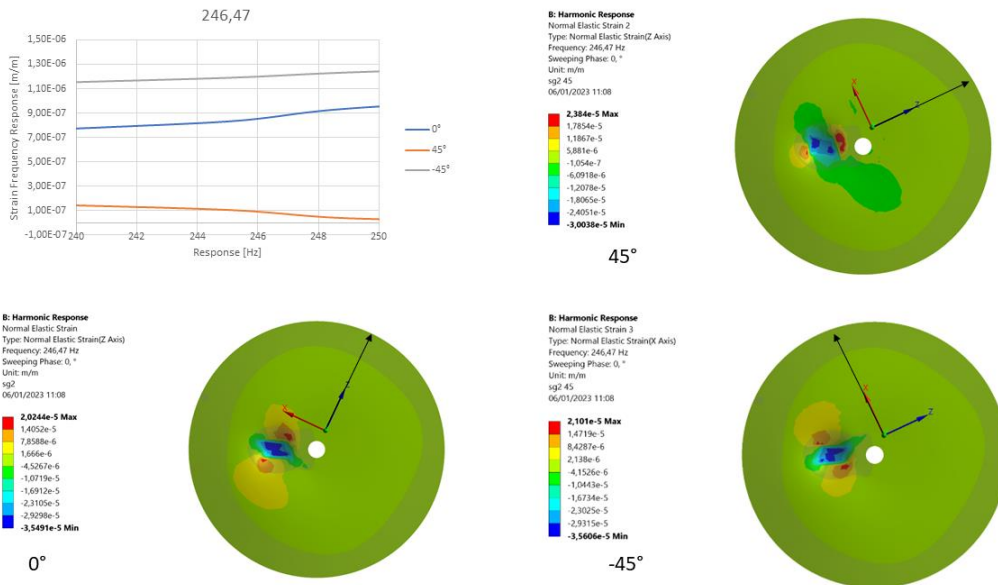 246,47
Strain Frequency Response [m/m]
1,50E-06
1,30E-06
1,10E-06
9,00E-07
7,00E-07
5,00E-07
3,00E-07
1,00E-07
-1,00E-07
240 242 244 246 248 250
Response [Hz]
0°
45°
-45°
B: Harmonic Response
Normal Elastic Strain 2
Type: Normal Elastic Strain(Z Axis)
Frequency: 246,47 Hz
Sweeping Phase: 0, °
Unit: m/m
sg2 45
06/01/2023 11:08
2,384e-5 Max
1,7854e-5
1,1867e-5
5,881e-6
-1,054e-7
-6,0918e-6
-1,2078e-5
-1,8065e-5
-2,4051e-5
-3,0038e-5 Min
X
Z
45°
B: Harmonic Response
Normal Elastic Strain
Type: Normal Elastic Strain(Z Axis)
Frequency: 246,47 Hz
Sweeping Phase: 0, °
Unit: m/m
sg2
06/01/2023 11:08
2,0244e-5 Max
1,4052e-5
7,8588e-6
1,666e-6
-4,5267e-6
-1,0719e-5
-1,6912e-5
-2,3105e-5
-2,9298e-5
-3,5491e-5 Min
X
Z
0°
B: Harmonic Response
Normal Elastic Strain 3
Type: Normal Elastic Strain(X Axis)
Frequency: 246,47 Hz
Sweeping Phase: 0, °
Unit: m/m
sg2 45
06/01/2023 11:08
2,101e-5 Max
1,4719e-5
8,4287e-6
2,138e-6
-4,1526e-6
-1,0443e-5
-1,6734e-5
-2,3025e-5
-2,9315e-5
-3,5606e-5 Min
X
Z
-45°